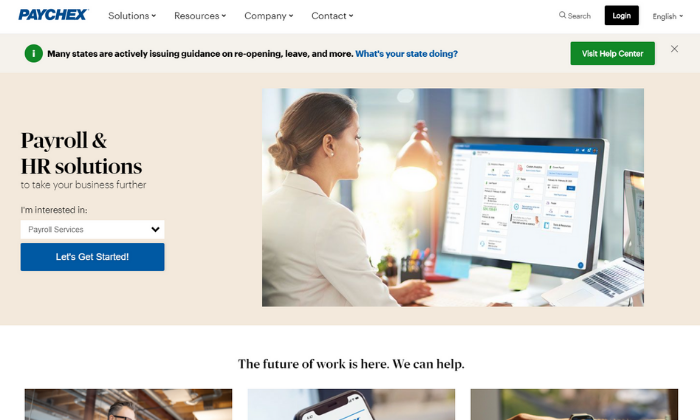 PAYCHEX
Solutions
Resources
Company
Contact
Search
Login
English
i
Many states are actively issuing guidance on re-opening, leave, and more. What's your state doing?
Visit Help Center
Payroll &
HR solutions
to take your business further
I'm interested in:
Payroll Services
Let's Get Started!
The future of work is here. We can help.